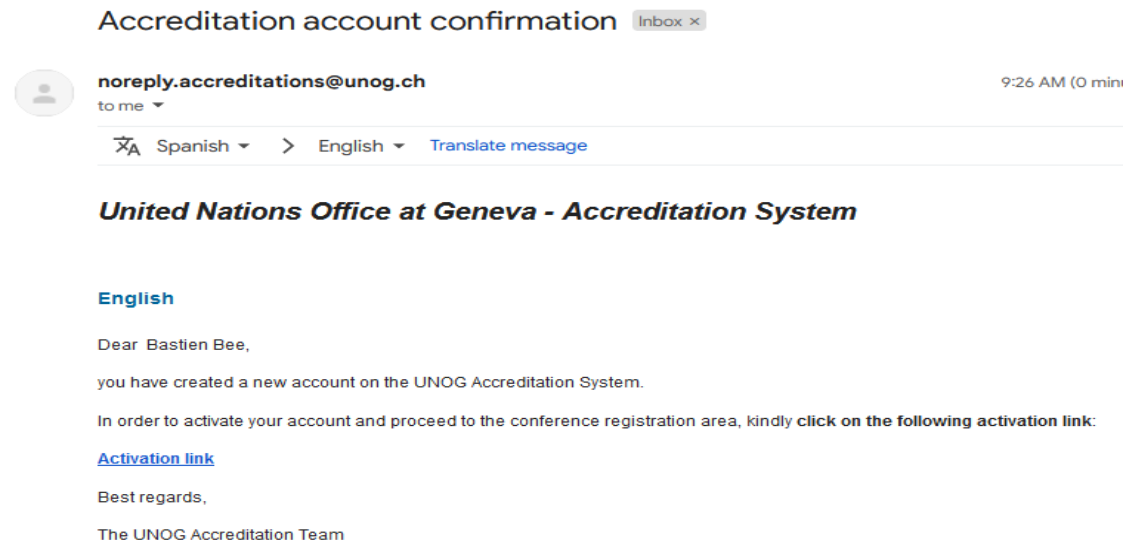 Accreditation account confirmation Inbox ×
noreply.accreditations@unog.ch 9:26 AM (0 minu
to me
Spanish > English Translate message
United Nations Office at Geneva - Accreditation System
English
Dear Bastien Bee,
you have created a new account on the UNOG Accreditation System.
In order to activate your account and proceed to the conference registration area, kindly click on the following activation link:
Activation link
Best regards,
The UNOG Accreditation Team